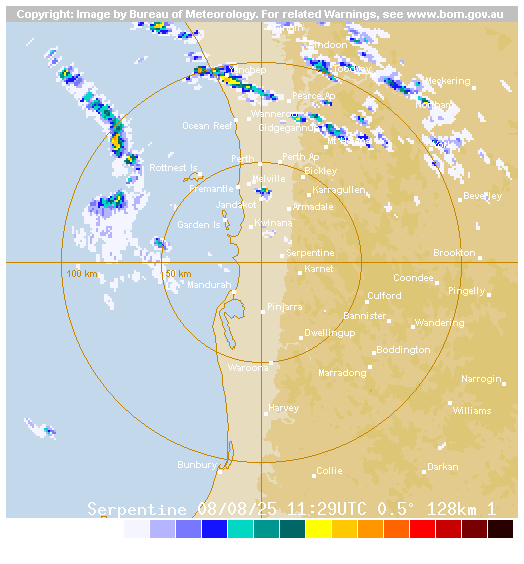 Copyright: Image by Bureau of Meteorology. For related Warnings, see www.bom.gov.au
Bindoon
Meckering
Pearce Ap
Wanneroo
Ocean Reef
Gidgegannup
Perth
Perth Ap
Rottnest Is
Bickley
Melville
Fremantle
Karragullen
Beverley
Jandakot
Armadale
Garden Is
Kwinana
Serpentine
Brookton
100 km
50 km
Karnet
Coondee
Mandurah
Pingelly
Culford
Pinjarra
Bannister
Wandering
Dwellingup
Boddington
Waroona
Marradong
Narrogin
Harvey
Williams
Bunbury
Collie
Darkan
Serpentine 08/08/25 11:29UTC 0.5° 128km 1